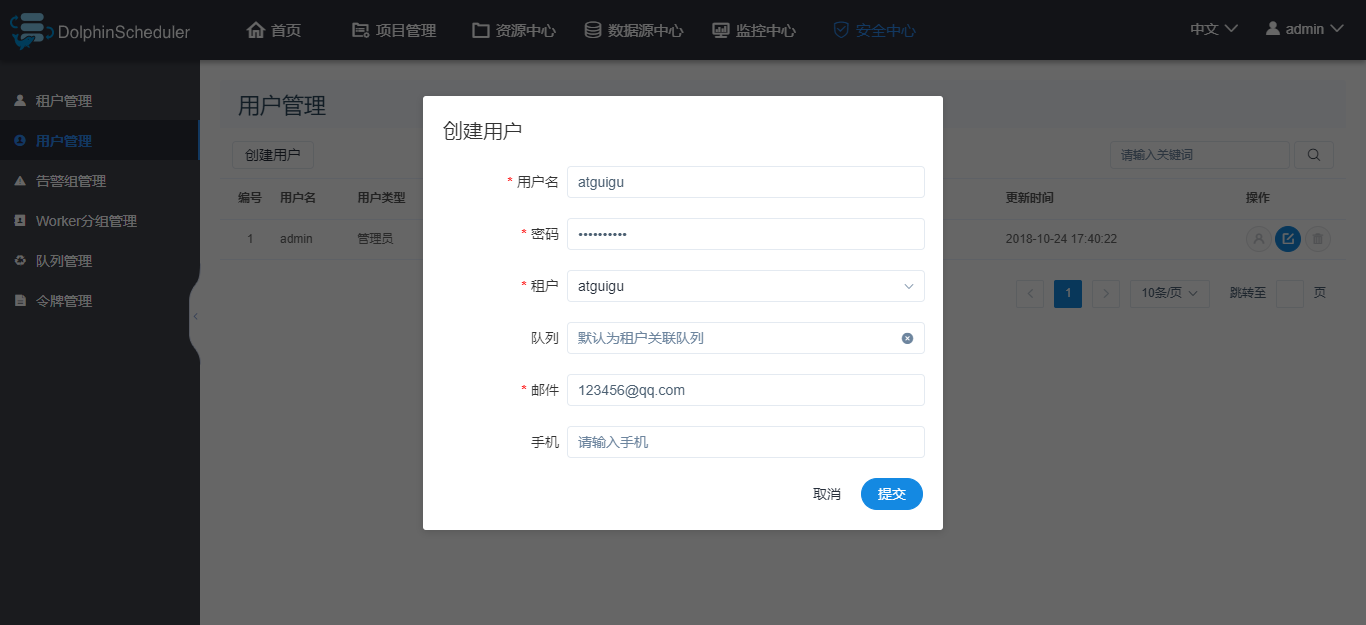 DolphinScheduler 首页 项目管理 资源中心 数据源中心 监控中心 安全中心 中文 admin
租户管理
用户管理
告警组管理
Worker分组管理
队列管理
令牌管理
用户管理
创建用户 请输入关键词
编号 用户名 用户类型 更新时间 操作
1 admin 管理员 2018-10-24 17:40:22
1 10条/页 跳转至 页
创建用户
* 用户名 atguigu
* 密码 ••••••••••
* 租户 atguigu
队列 默认为租户关联队列
* 邮件 123456@qq.com
手机 请输入手机
取消 提交